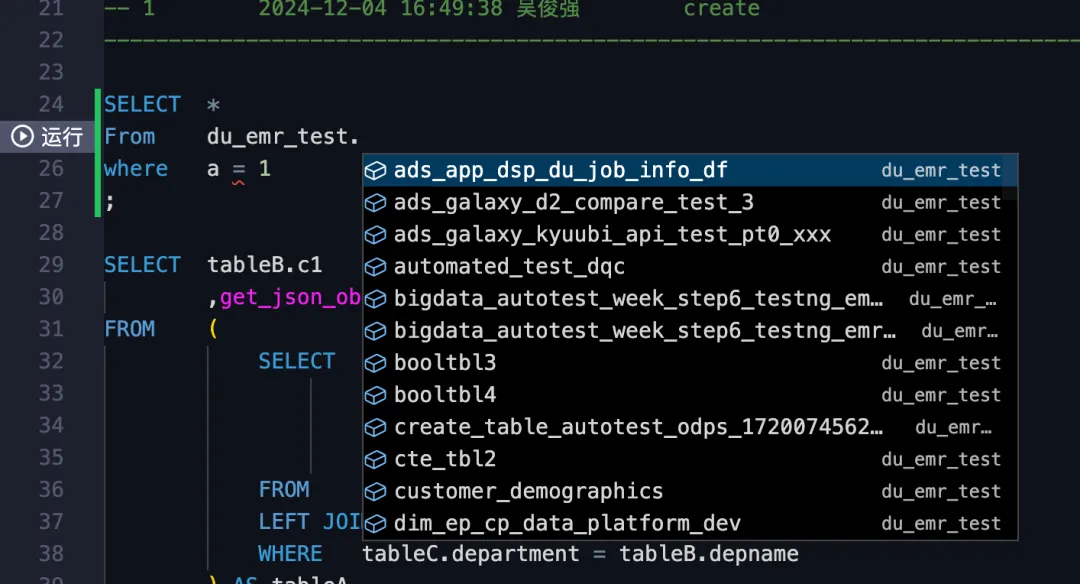 21 -- 1 2024-12-04 16:49:38 吴俊强 create
22 --------------------------------------------------------------------------------
23
24 SELECT *
运行 From du_emr_test.
26 where a = 1
27 ;
28
29 SELECT tableB.c1
30 ,get_json_ob
31 FROM (
32 SELECT
33
34
35
36 FROM
37 LEFT JOI
38 WHERE tableC.department = tableB.depname
39 ) AS tableA
ads_app_dsp_du_job_info_df du_emr_test
ads_galaxy_d2_compare_test_3 du_emr_test
ads_galaxy_kyuubi_api_test_pt0_xxx du_emr_test
automated_test_dqc du_emr_test
bigdata_autotest_week_step6_testng_em… du_emr_…
bigdata_autotest_week_step6_testng_emr… du_emr…
booltbl3 du_emr_test
booltbl4 du_emr_test
create_table_autotest_odps_1720074562… du_emr…
cte_tbl2 du_emr_test
customer_demographics du_emr_test
dim_ep_cp_data_platform_dev du_emr_test